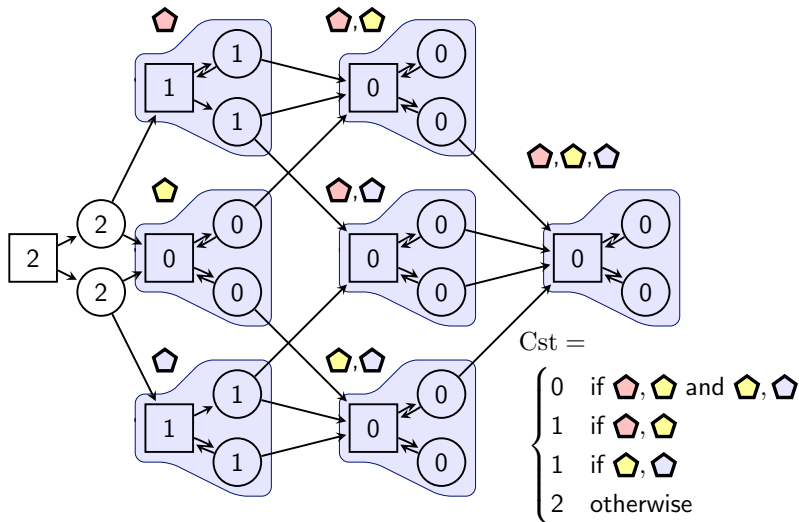 , ,
1 1
0 0
1 0
, ,
2 0 0
, 
2 0 0 0 0 0
2 0 0 0
Cst =
, 
1 0
0 if , and ,
1 1 0 if ,
1 0
1 if ,
2 otherwise